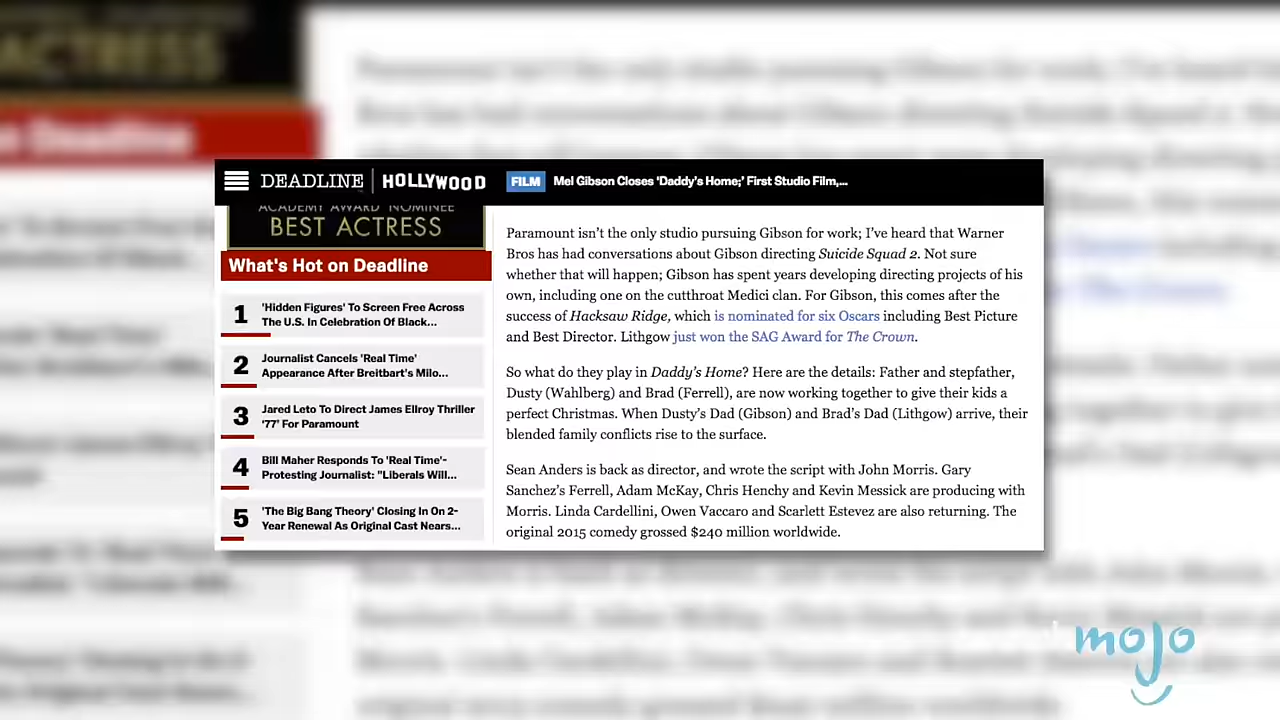 DEADLINE | HOLLYWOOD
FILM Mel Gibson Closes ‘Daddy’s Home;’ First Studio Film,...
ACADEMY AWARD NOMINEE
BEST ACTRESS
What's Hot on Deadline
1 'Hidden Figures' To Screen Free Across
The U.S. In Celebration Of Black...
2 Journalist Cancels 'Real Time'
Appearance After Breitbart's Milo...
3 Jared Leto To Direct James Ellroy Thriller
'77' For Paramount
4 Bill Maher Responds To 'Real Time'-
Protesting Journalist: "Liberals Will...
5 'The Big Bang Theory' Closing In On 2-
Year Renewal As Original Cast Nears...
Paramount isn’t the only studio pursuing Gibson for work; I’ve heard that Warner
Bros has had conversations about Gibson directing Suicide Squad 2. Not sure
whether that will happen; Gibson has spent years developing directing projects of his
own, including one on the cutthroat Medici clan. For Gibson, this comes after the
success of Hacksaw Ridge, which is nominated for six Oscars including Best Picture
and Best Director. Lithgow just won the SAG Award for The Crown.
So what do they play in Daddy’s Home? Here are the details: Father and stepfather,
Dusty (Wahlberg) and Brad (Ferrell), are now working together to give their kids a
perfect Christmas. When Dusty’s Dad (Gibson) and Brad’s Dad (Lithgow) arrive, their
blended family conflicts rise to the surface.
Sean Anders is back as director, and wrote the script with John Morris. Gary
Sanchez’s Ferrell, Adam McKay, Chris Henchy and Kevin Messick are producing with
Morris. Linda Cardellini, Owen Vaccaro and Scarlett Estevez are also returning. The
original 2015 comedy grossed $240 million worldwide.
mojo